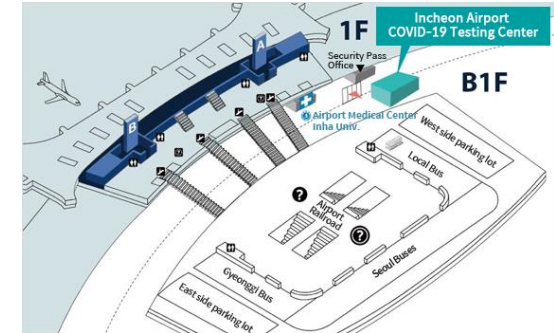 Incheon Airport
COVID-19 Testing Center
1F
Security Pass
Office
A
B1F
B
Airport Medical Center
Inha Univ.
West side parking lot
Local Bus
?
?
Airport
Railroad
?
?
Seoul Buses
Gyeonggi Bus
East side parking lot